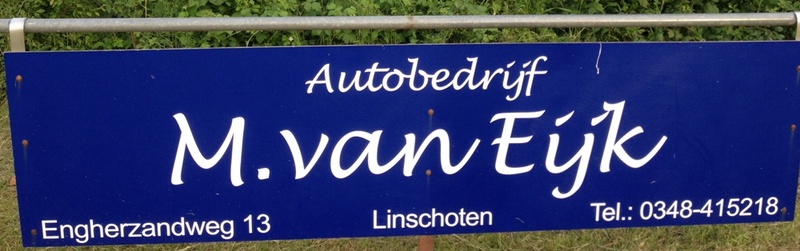 Autobedrijf
M. van Eijk
Engherzandweg 13 Linschoten Tel.: 0348-415218